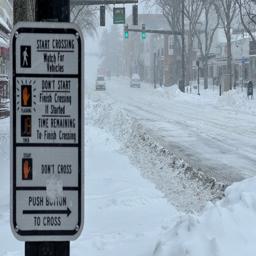 START CROSSING
Watch For
Vehicles
DON'T START
Finish Crossing
If Started
TIME REMAINING
To Finish Crossing
DON'T CROSS
PUSH BUTTON
TO CROSS